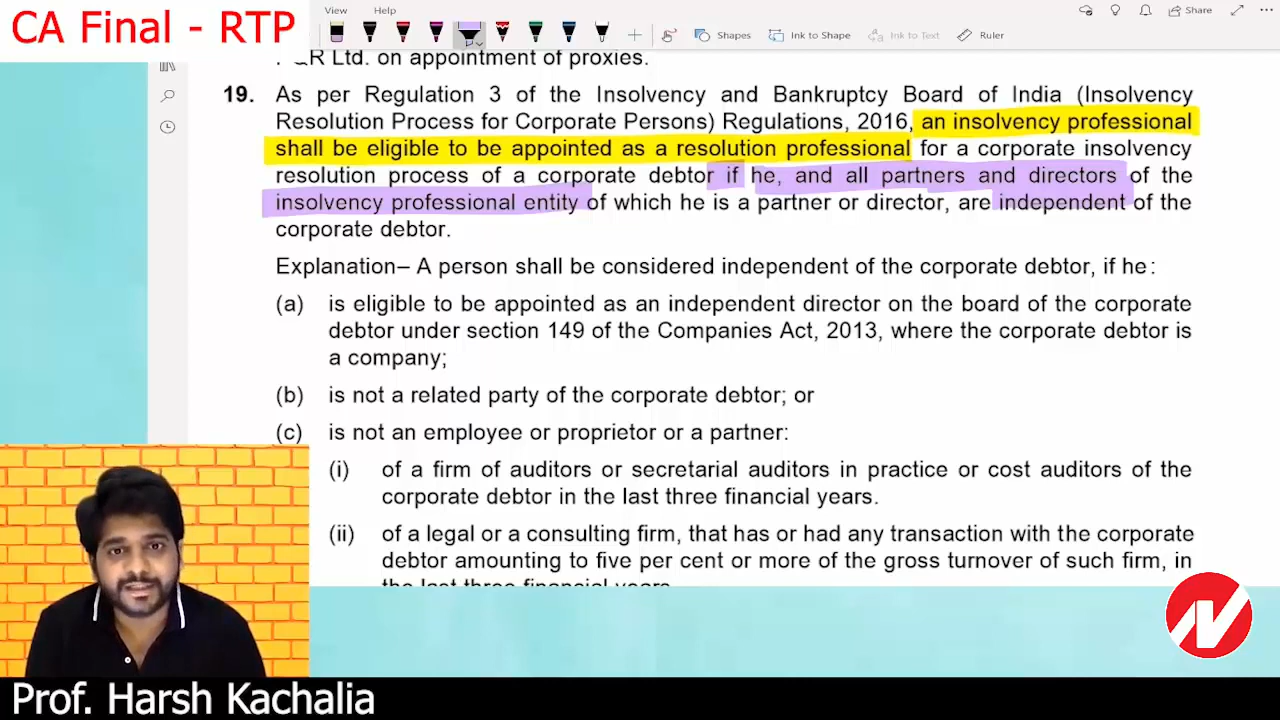 CA Final - RTP
View Help
Share
Shapes Ink to Shape Ink to Text Ruler
R Ltd. on appointment of proxies.
19. As per Regulation 3 of the Insolvency and Bankruptcy Board of India (Insolvency
Resolution Process for Corporate Persons) Regulations, 2016, an insolvency professional
shall be eligible to be appointed as a resolution professional for a corporate insolvency
resolution process of a corporate debtor if he, and all partners and directors of the
insolvency professional entity of which he is a partner or director, are independent of the
corporate debtor.
Explanation– A person shall be considered independent of the corporate debtor, if he:
(a) is eligible to be appointed as an independent director on the board of the corporate
debtor under section 149 of the Companies Act, 2013, where the corporate debtor is
a company;
(b) is not a related party of the corporate debtor; or
(c) is not an employee or proprietor or a partner:
(i) of a firm of auditors or secretarial auditors in practice or cost auditors of the
corporate debtor in the last three financial years.
(ii) of a legal or a consulting firm, that has or had any transaction with the corporate
debtor amounting to five per cent or more of the gross turnover of such firm, in
the last three financial years.
Prof. Harsh Kachalia